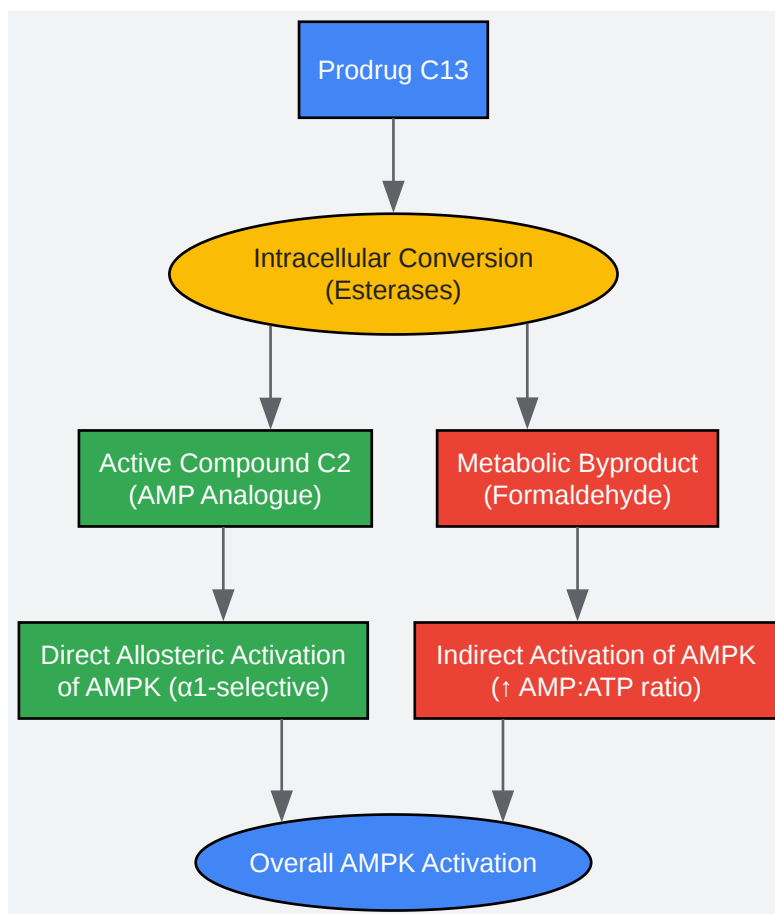 Prodrug C13
Intracellular Conversion
(Esterases)
Active Compound C2
(AMP Analogue)
Metabolic Byproduct
(Formaldehyde)
Direct Allosteric Activation
of AMPK (α1-selective)
Indirect Activation of AMPK
(↑ AMP:ATP ratio)
Overall AMPK Activation